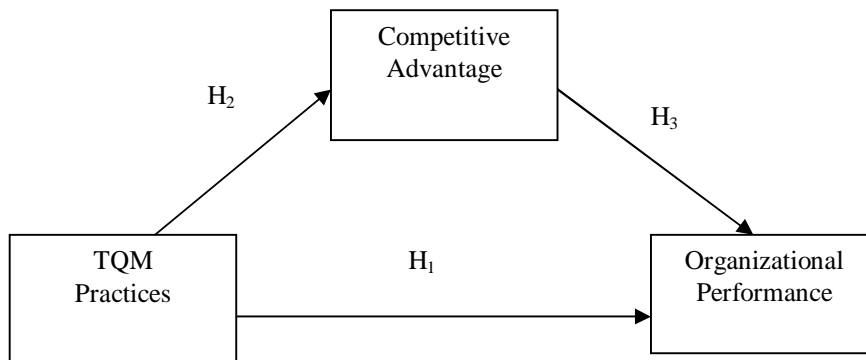 Competitive
Advantage
H₂
H₃
TQM
Practices
H₁
Organizational
Performance